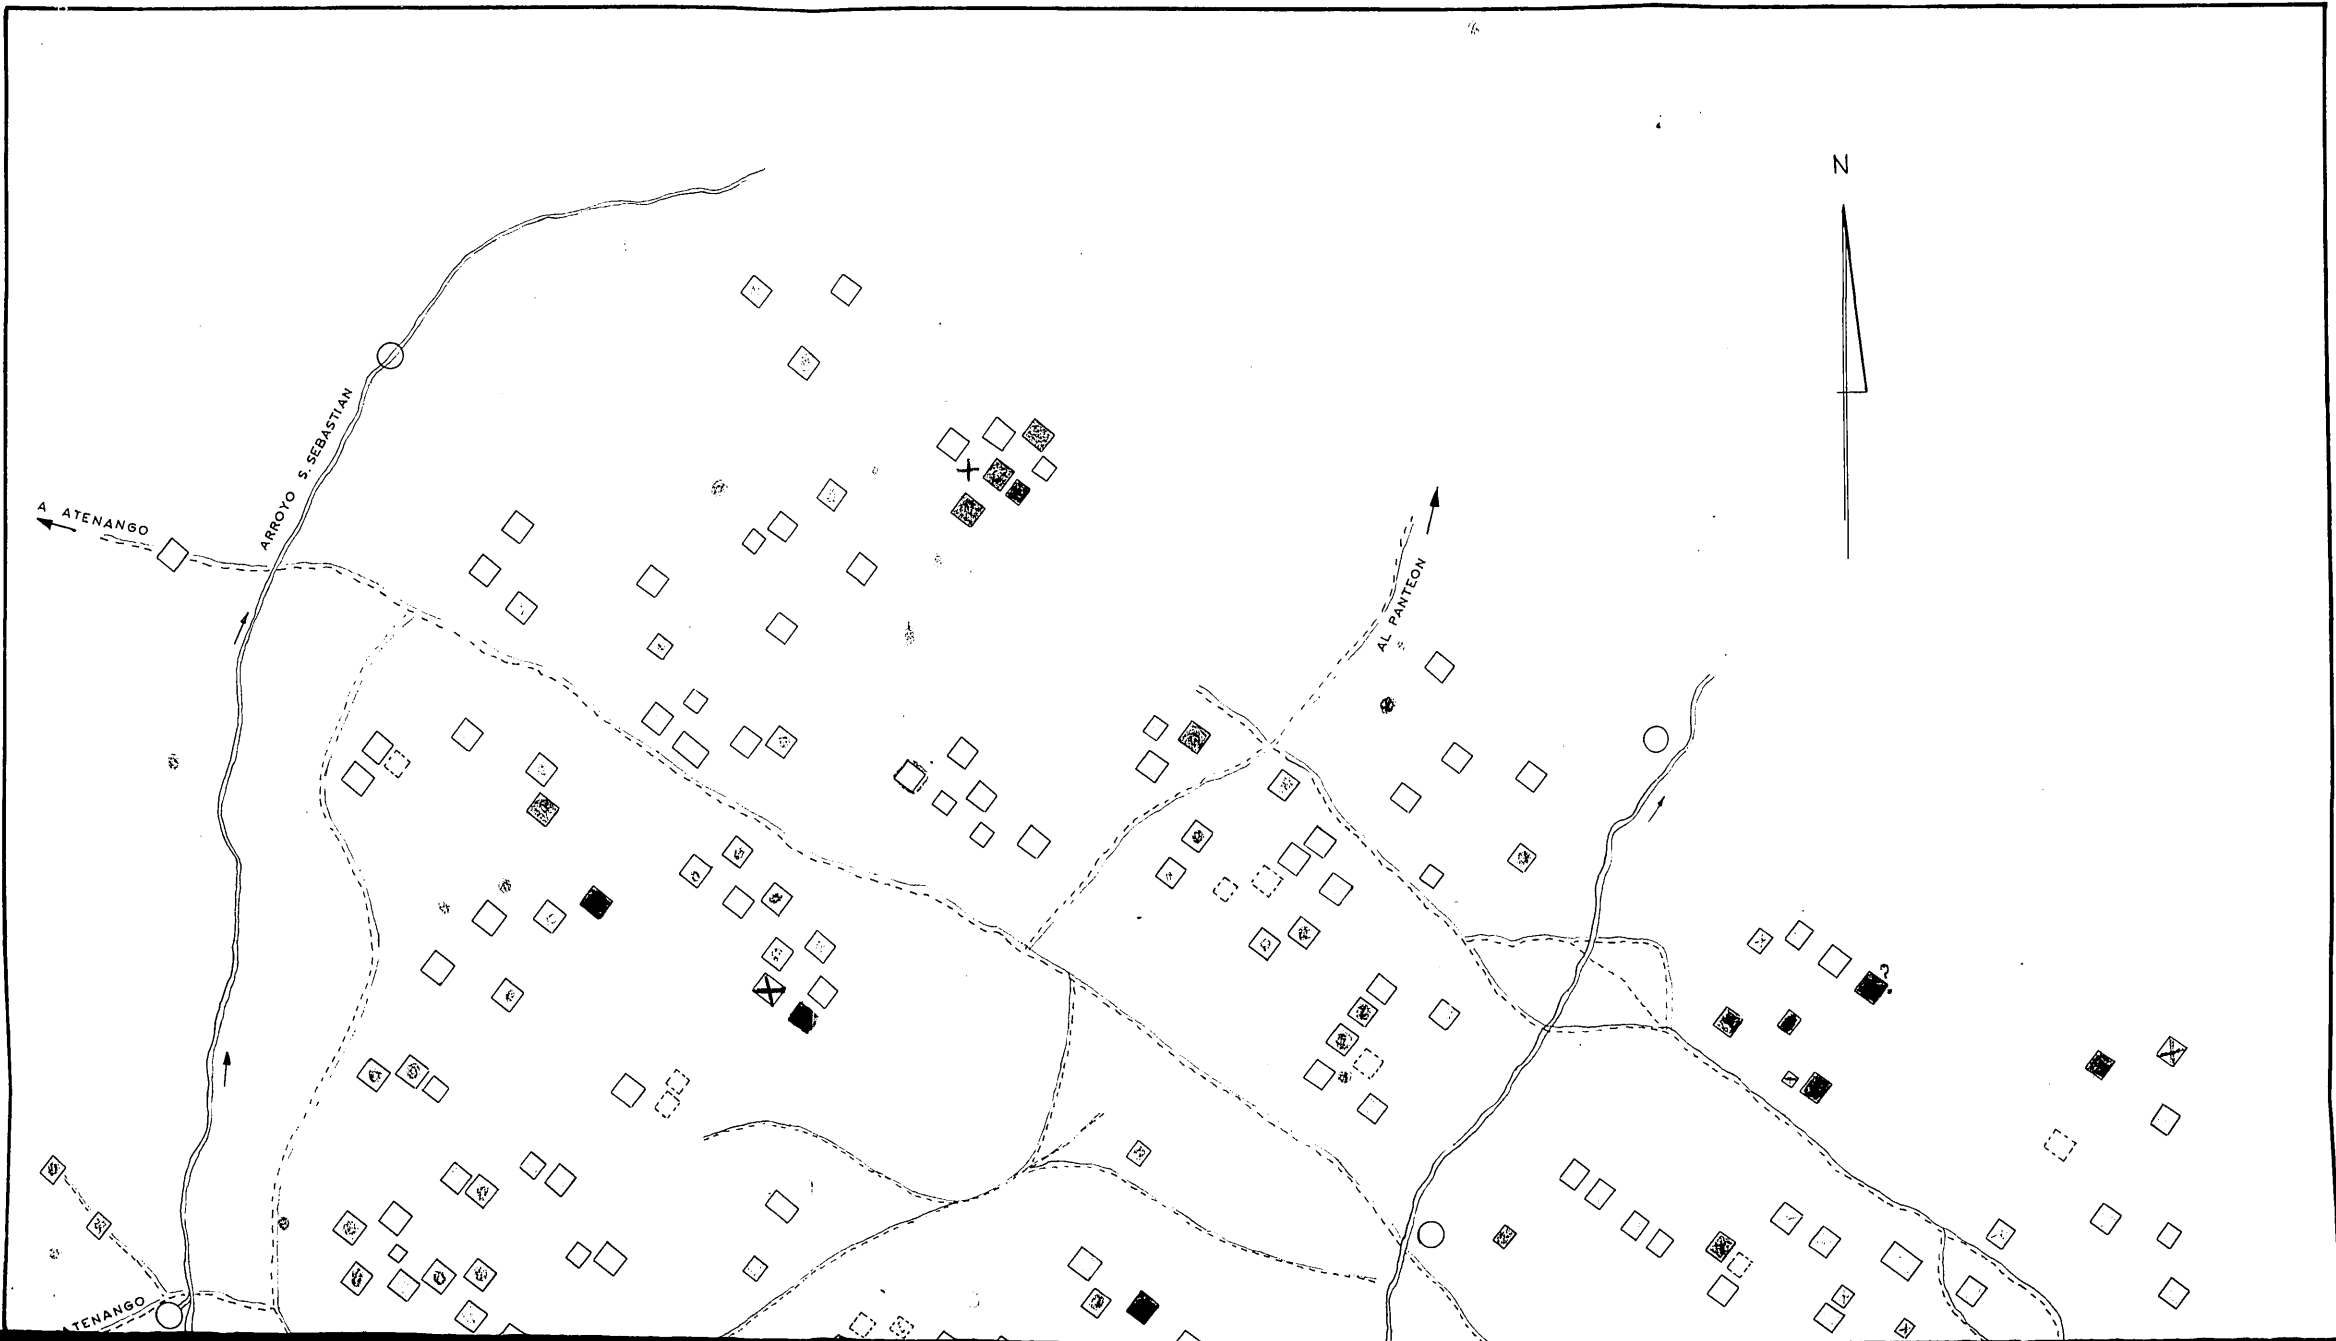 N
ARROYO S. SEBASTIAN
A ATENANGO
AL PANTEON
?
ATENANGO